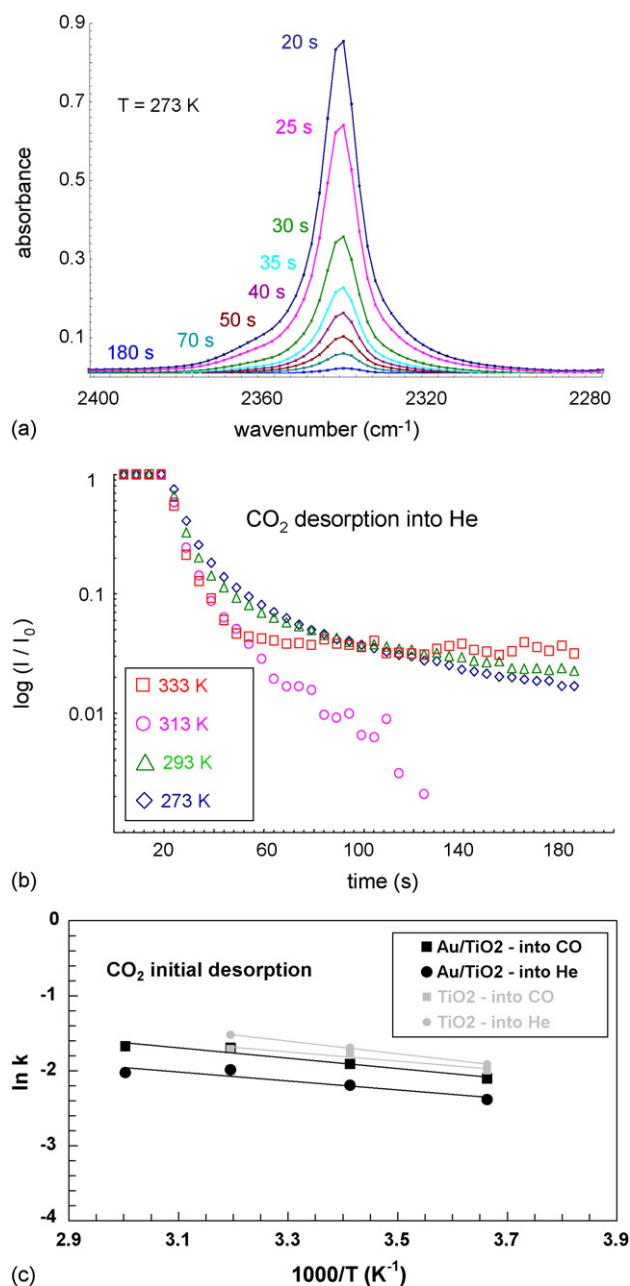 0.9
20 s
T = 273 K
0.7
25 s
absorbance
0.5
30 s
0.3
35 s
40 s
50 s
0.1
70 s
180 s
2400 2360 2320 2280
(a) wavenumber (cm-1)
1
CO2 desorption into He
0.1
log (I / I0)
333 K
0.01
313 K
293 K
273 K
20 60 100 140 180
(b) time (s)
0
Au/TiO2 - into CO
CO2 initial desorption
Au/TiO2 - into He
-1
TiO2 - into CO
TiO2 - into He
ln k
-2
-3
-4
2.9 3.1 3.3 3.5 3.7 3.9
(c) 1000/T (K-1)